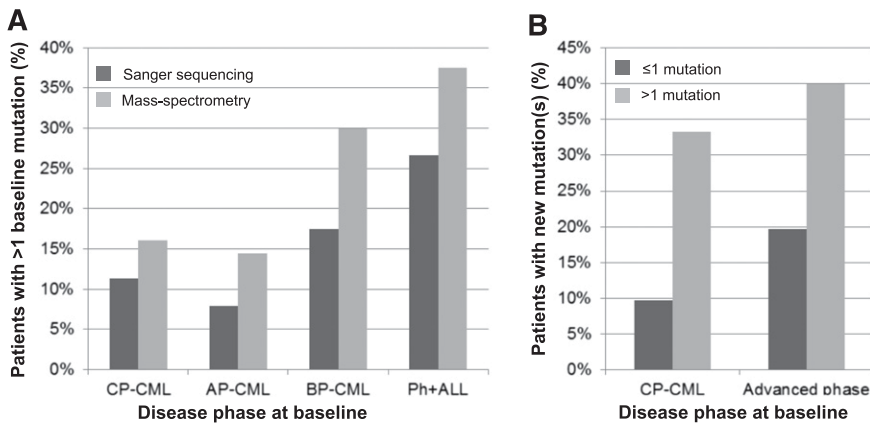 A
Patients with >1 baseline mutation (%)
40%
35%
30%
25%
20%
15%
10%
5%
0%
Sanger sequencing
Mass-spectrometry
CP-CML AP-CML BP-CML Ph+ALL
Disease phase at baseline
B
Patients with new mutation(s) (%)
45%
40%
35%
30%
25%
20%
15%
10%
5%
0%
≤1 mutation
>1 mutation
CP-CML Advanced phase
Disease phase at baseline